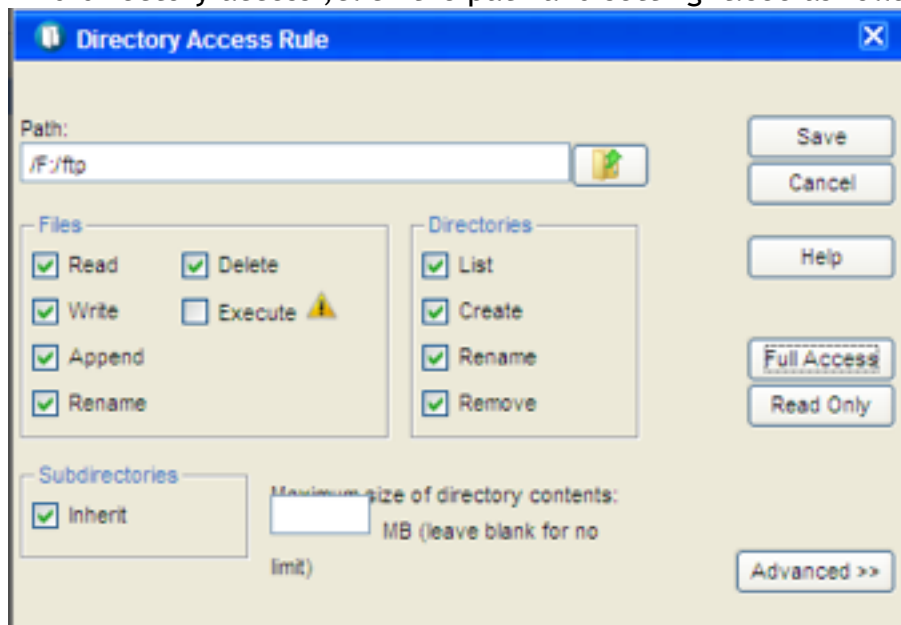 Directory Access Rule
Path:
/F:/ftp
Save
Cancel
Help
Full Access
Read Only
Files
Read
Delete
Write
Execute
Append
Rename
Directories
List
Create
Rename
Remove
Subdirectories
Inherit
Maximum size of directory contents:
MB (leave blank for no
limit)
Advanced >>